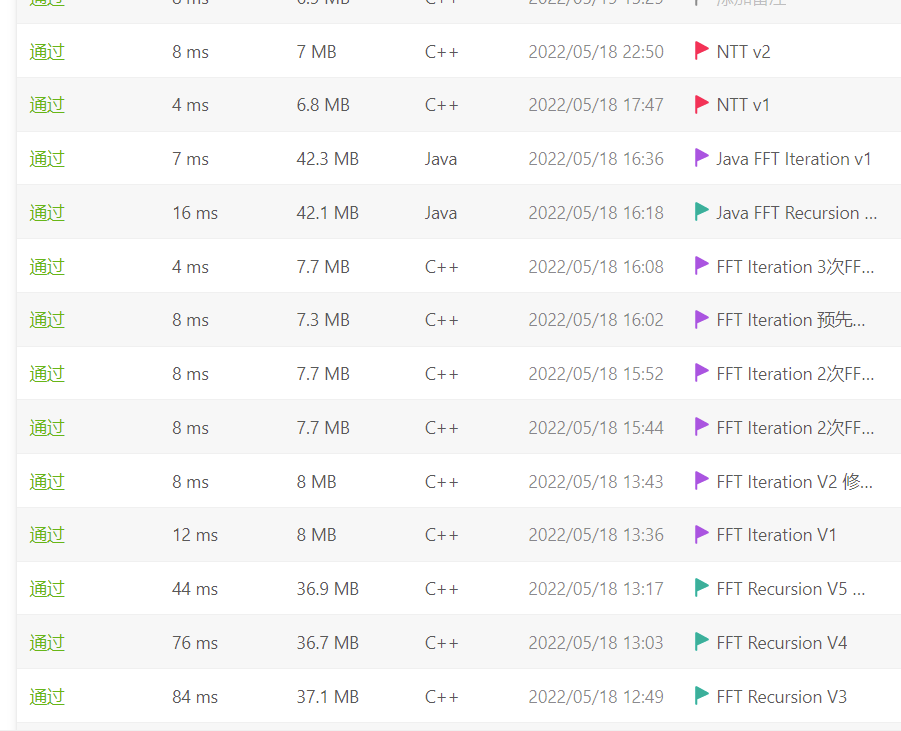 通过 8 ms 7 MB C++ 2022/05/18 22:50 NTT v2
通过 4 ms 6.8 MB C++ 2022/05/18 17:47 NTT v1
通过 7 ms 42.3 MB Java 2022/05/18 16:36 Java FFT Iteration v1
通过 16 ms 42.1 MB Java 2022/05/18 16:18 Java FFT Recursion ...
通过 4 ms 7.7 MB C++ 2022/05/18 16:08 FFT Iteration 3次FF...
通过 8 ms 7.3 MB C++ 2022/05/18 16:02 FFT Iteration 预先...
通过 8 ms 7.7 MB C++ 2022/05/18 15:52 FFT Iteration 2次FF...
通过 8 ms 7.7 MB C++ 2022/05/18 15:44 FFT Iteration 2次FF...
通过 8 ms 8 MB C++ 2022/05/18 13:43 FFT Iteration V2 修...
通过 12 ms 8 MB C++ 2022/05/18 13:36 FFT Iteration V1
通过 44 ms 36.9 MB C++ 2022/05/18 13:17 FFT Recursion V5 ...
通过 76 ms 36.7 MB C++ 2022/05/18 13:03 FFT Recursion V4
通过 84 ms 37.1 MB C++ 2022/05/18 12:49 FFT Recursion V3